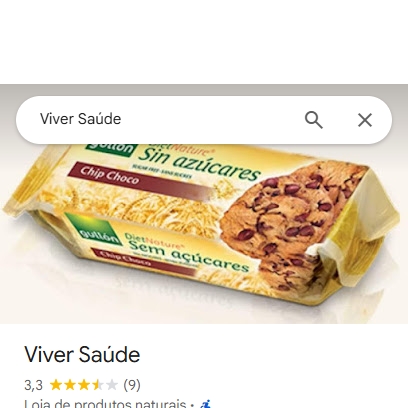 Viver Saúde
gullón
DietNature®
Sin azúcares
Chip Choco
gullón
DietNature®
Sem açúcares
Chip Choco
Viver Saúde
3,3 (9)
Loja de produtos naturais ·